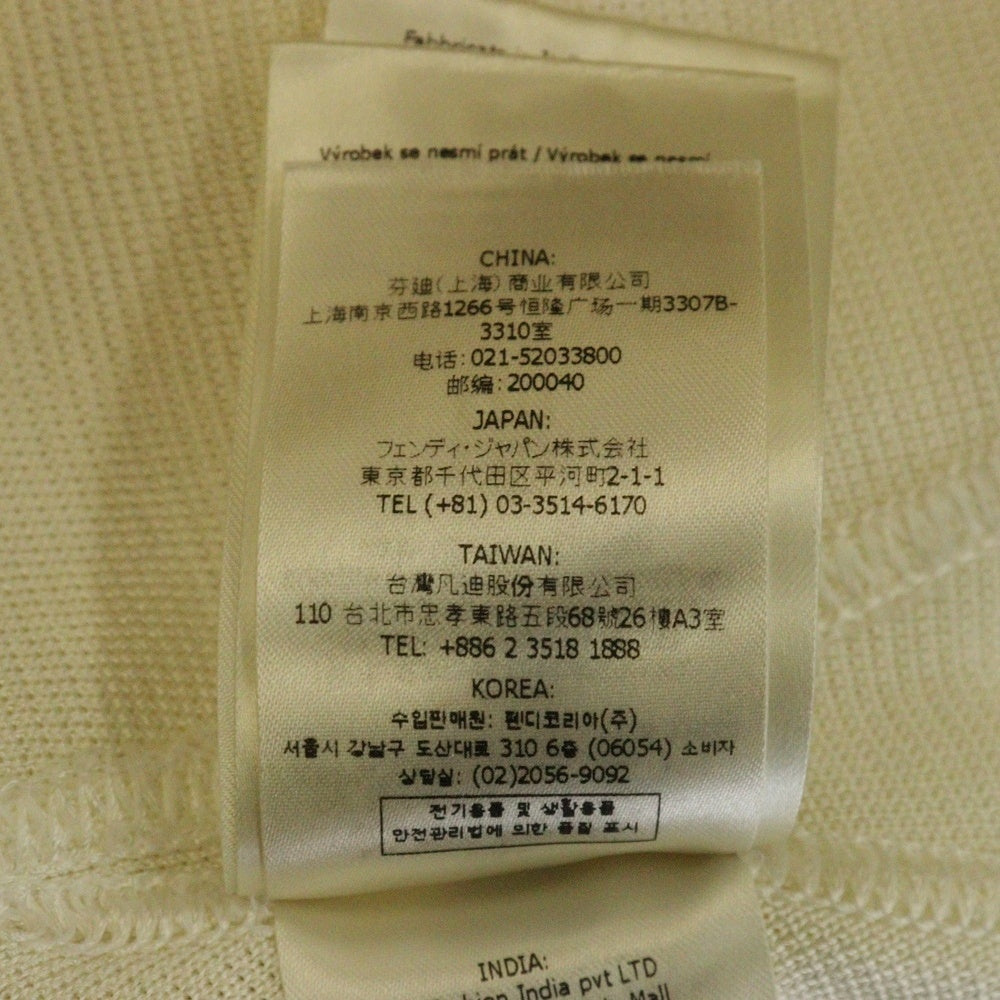 Výrobek se nesmí prát / Výrobek se nesmí
CHINA:
芬迪(上海)商业有限公司
上海南京西路1266号恒隆广场一期3307B-
3310室
电话: 021-52033800
邮编: 200040
JAPAN:
フェンディ・ジャパン株式会社
東京都千代田区平河町2-1-1
TEL (+81) 03-3514-6170
TAIWAN:
台灣凡迪股份有限公司
110 台北市忠孝東路五段68號26樓A3室
TEL: +886 2 3518 1888
KOREA:
수입판매원: 펜디코리아(주)
서울시 강남구 도산대로 310 6층 (06054) 소비자
상담실: (02)2056-9092
전기용품 및 생활용품
안전관리법에 의한 품질 표시
INDIA:
India pvt LTD
Mall